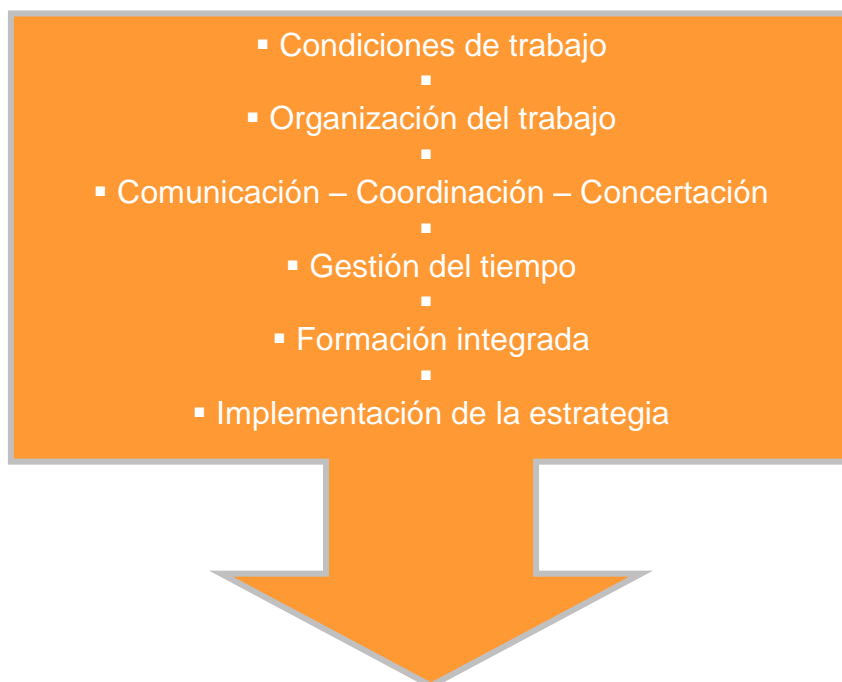 ▪ Condiciones de trabajo
▪
▪ Organización del trabajo
▪
▪ Comunicación – Coordinación – Concertación
▪
▪ Gestión del tiempo
▪
▪ Formación integrada
▪
▪ Implementación de la estrategia